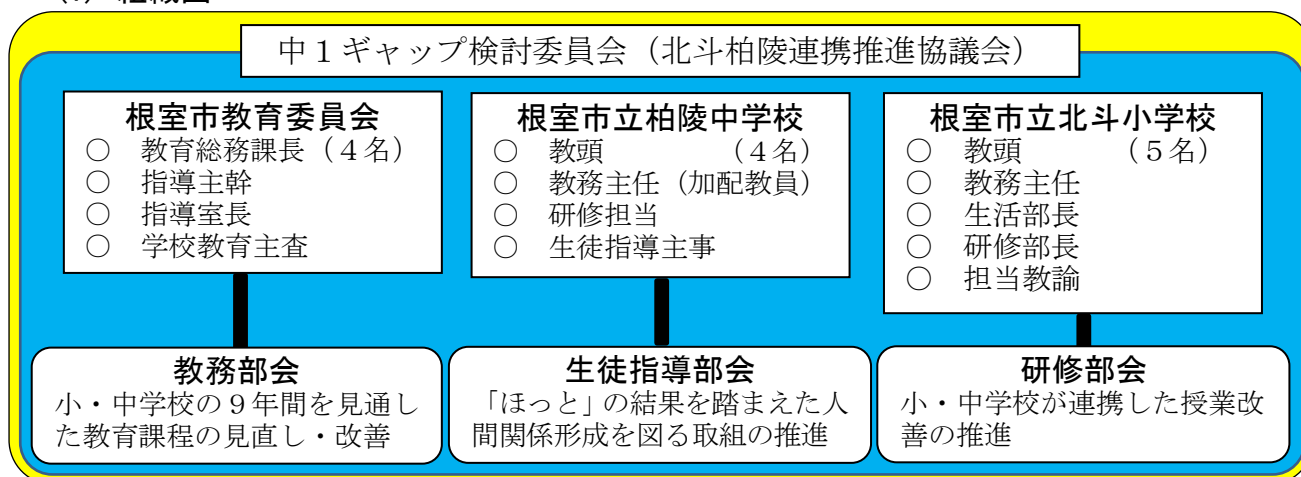 中１ギャップ検討委員会（北斗柏陵連携推進協議会）
根室市教育委員会
○　教育総務課長（４名）
○　指導主幹
○　指導室長
○　学校教育主査
根室市立柏陵中学校
○　教頭　　　　（４名）
○　教務主任（加配教員）
○　研修担当
○　生徒指導主事
根室市立北斗小学校
○　教頭　　　　（５名）
○　教務主任
○　生活部長
○　研修部長
○　担当教諭
教務部会
小・中学校の９年間を見通し
た教育課程の見直し・改善
生徒指導部会
「ほっと」の結果を踏まえた人
間関係形成を図る取組の推進
研修部会
小・中学校が連携した授業改
善の推進